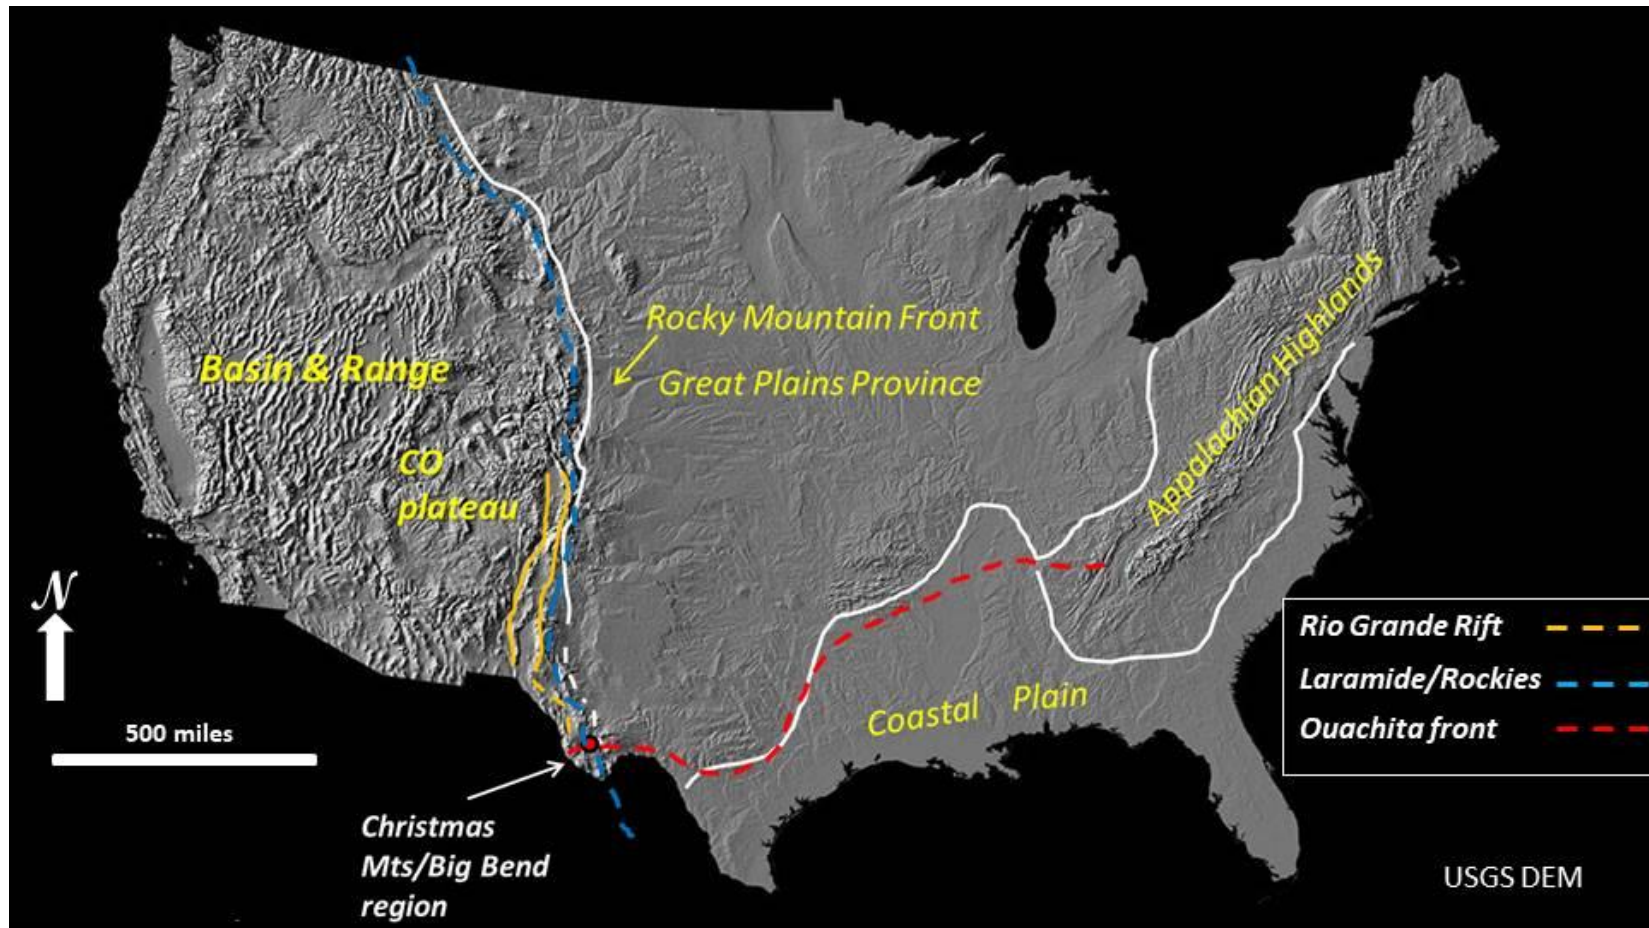 Rocky Mountain Front
Great Plains Province
Basin & Range
CO
plateau
Appalachian Highlands
N
500 miles
Coastal Plain
Christmas
Mts/Big Bend
region
Rio Grande Rift
Laramide/Rockies
Ouachita front
USGS DEM